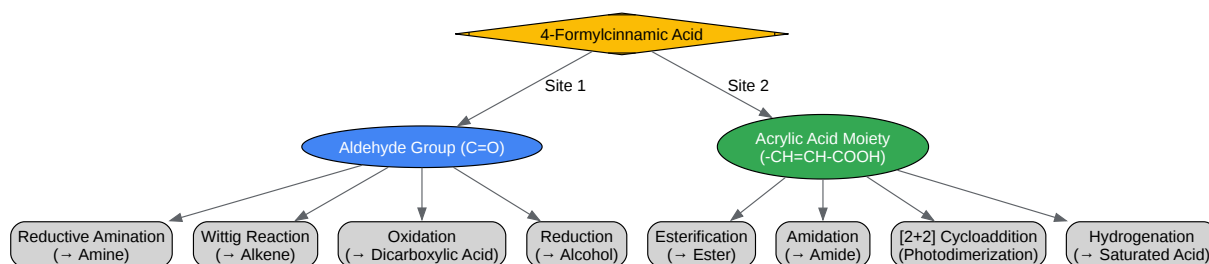 4-Formylcinnamic Acid
Site 1
Site 2
Aldehyde Group (C=O)
Acrylic Acid Moiety
(-CH=CH-COOH)
Reductive Amination
(→ Amine)
Wittig Reaction
(→ Alkene)
Oxidation
(→ Dicarboxylic Acid)
Reduction
(→ Alcohol)
Esterification
(→ Ester)
Amidation
(→ Amide)
[2+2] Cycloaddition
(Photodimerization)
Hydrogenation
(→ Saturated Acid)